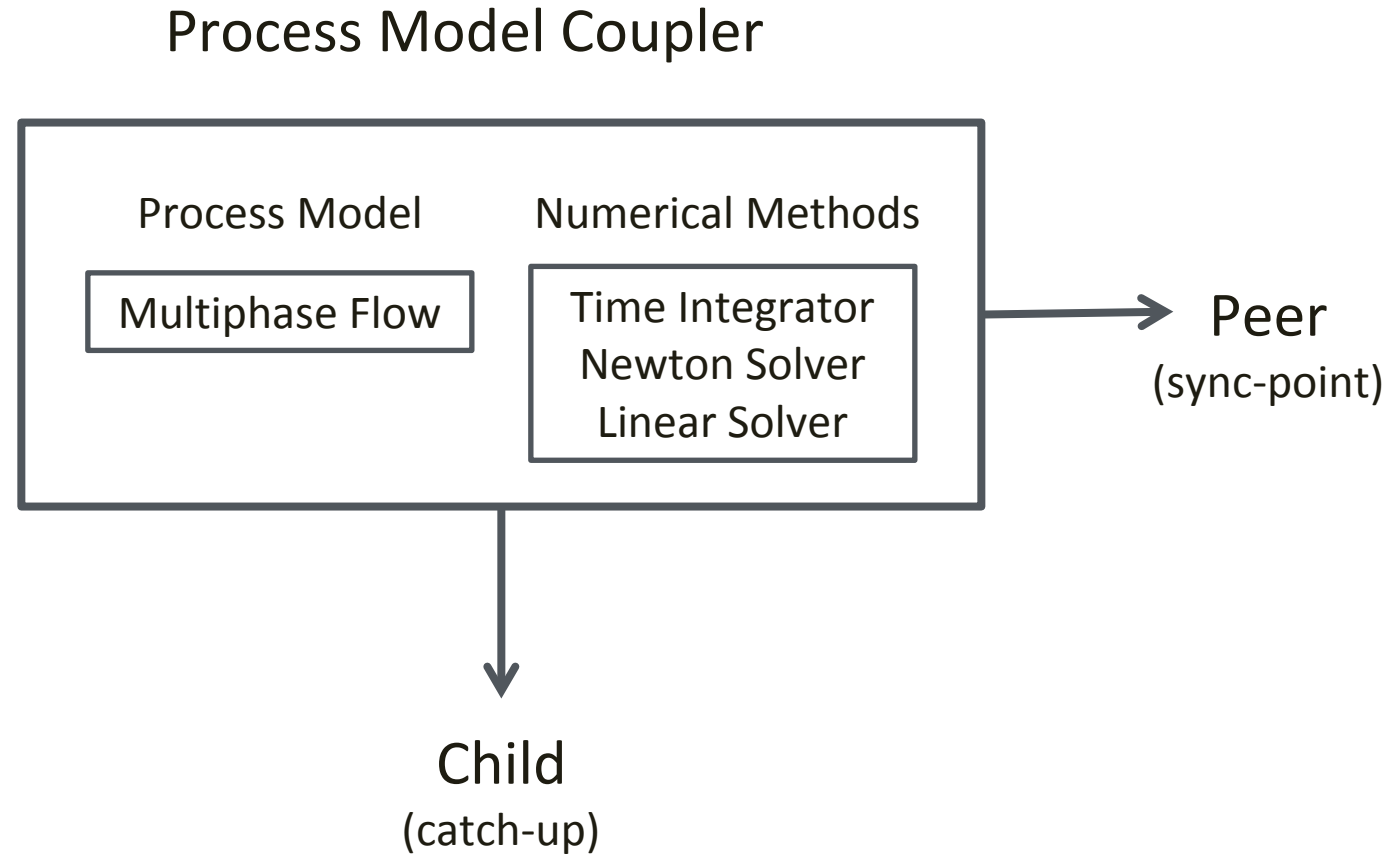 Process Model Coupler
Process Model
Numerical Methods
Multiphase Flow
Time Integrator
Newton Solver
Linear Solver
Peer
(sync-point)
Child
(catch-up)